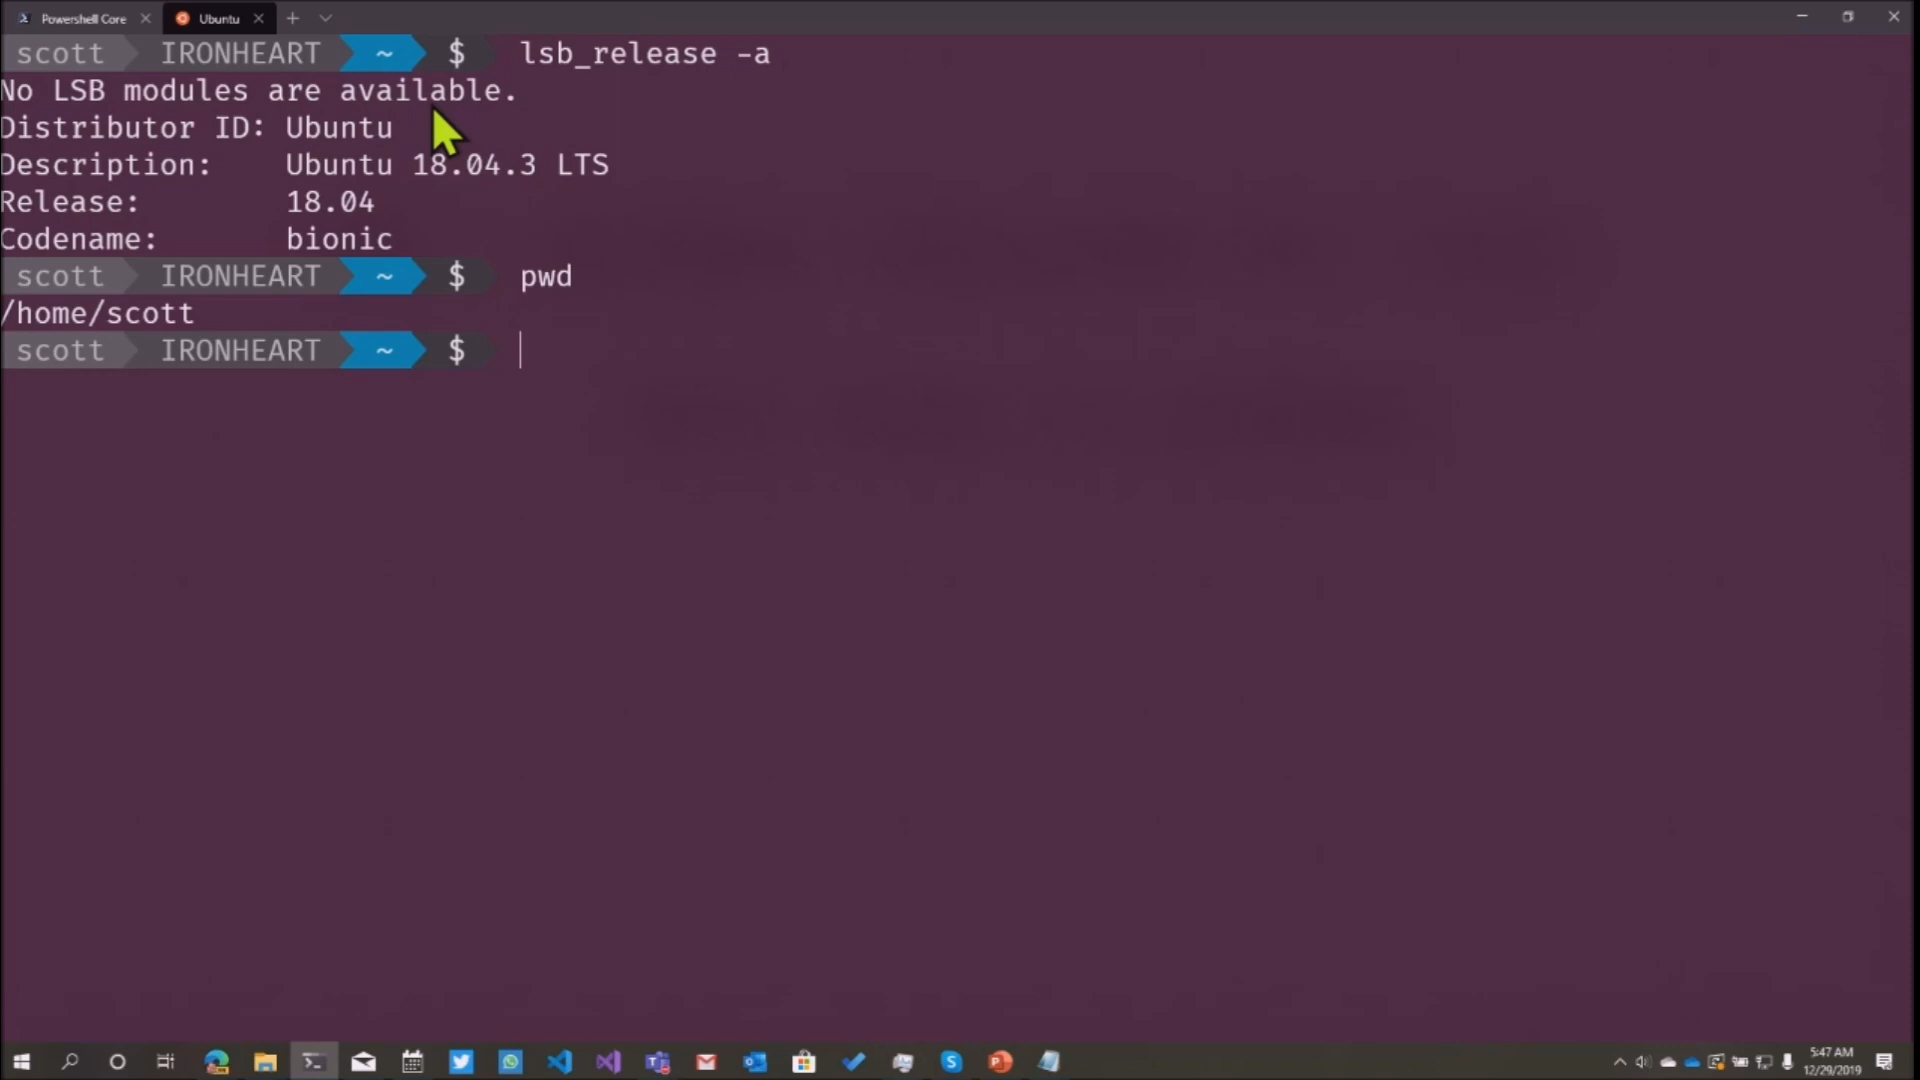 Powershell Core
Ubuntu
scott IRONHEART ~ $ lsb_release -a
No LSB modules are available.
Distributor ID: Ubuntu
Description: Ubuntu 18.04.3 LTS
Release: 18.04
Codename: bionic
scott IRONHEART ~ $ pwd
/home/scott
scott IRONHEART ~ $
5:47 AM
12/29/2019